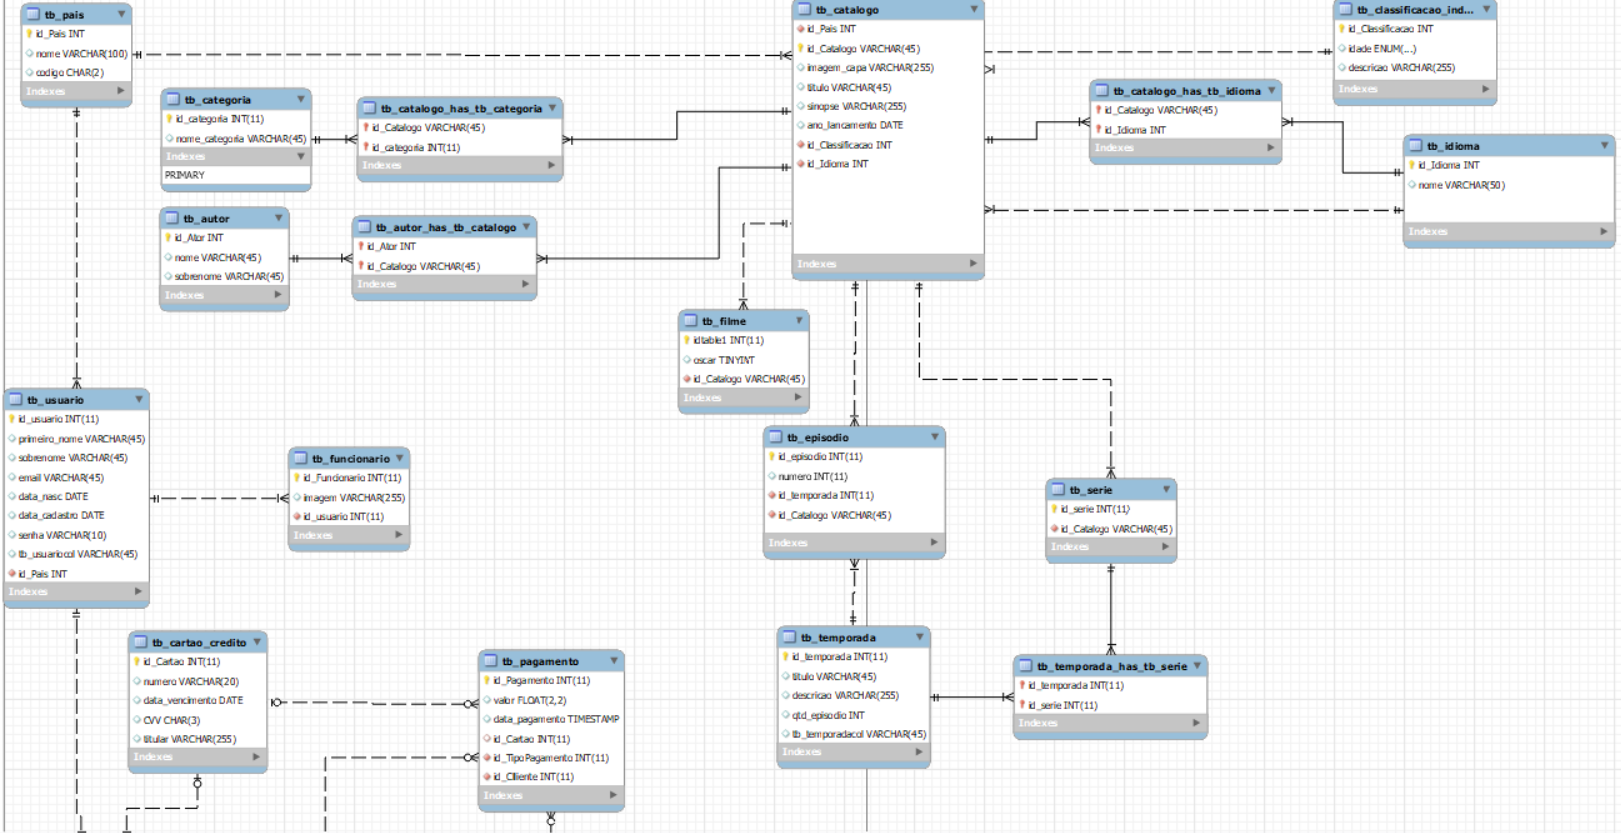 tb_pais
id_Pais INT
nome VARCHAR(100)
codigo CHAR(2)
Indexes
tb_catalogo
id_Pais INT
id_Catalogo VARCHAR(45)
imagem_capa VARCHAR(255)
titulo VARCHAR(45)
sinopse VARCHAR(255)
ano_lancamento DATE
id_Classificacao INT
id_Idioma INT
Indexes
tb_classificacao_ind...
id_Classificacao INT
idade ENUM(...)
descricao VARCHAR(255)
Indexes
tb_categoria
id_categoria INT(11)
nome_categoria VARCHAR(45)
Indexes
PRIMARY
tb_catalogo_has_tb_categoria
id_Catalogo VARCHAR(45)
id_categoria INT(11)
Indexes
tb_catalogo_has_tb_idioma
id_Catalogo VARCHAR(45)
id_Idioma INT
Indexes
tb_idioma
id_Idioma INT
nome VARCHAR(50)
Indexes
tb_autor
id_Ator INT
nome VARCHAR(45)
sobrenome VARCHAR(45)
Indexes
tb_autor_has_tb_catalogo
id_Ator INT
id_Catalogo VARCHAR(45)
Indexes
tb_filme
idtable1 INT(11)
oscar TINYINT
id_Catalogo VARCHAR(45)
Indexes
tb_usuario
id_usuario INT(11)
primeiro_nome VARCHAR(45)
sobrenome VARCHAR(45)
email VARCHAR(45)
data_nasc DATE
data_cadastro DATE
senha VARCHAR(10)
tb_usuariocol VARCHAR(45)
id_Pais INT
Indexes
tb_funcionario
id_Funcionario INT(11)
imagem VARCHAR(255)
id_usuario INT(11)
Indexes
tb_episodio
id_episodio INT(11)
numero INT(11)
id_temporada INT(11)
id_Catalogo VARCHAR(45)
Indexes
tb_serie
id_serie INT(11)
id_Catalogo VARCHAR(45)
Indexes
tb_cartao_credito
id_Cartao INT(11)
numero VARCHAR(20)
data_vencimento DATE
CVV CHAR(3)
titular VARCHAR(255)
Indexes
tb_pagamento
id_Pagamento INT(11)
valor FLOAT(2,2)
data_pagamento TIMESTAMP
id_Cartao INT(11)
id_TipoPagamento INT(11)
id_Clliente INT(11)
Indexes
tb_temporada
id_temporada INT(11)
titulo VARCHAR(45)
descricao VARCHAR(255)
qtd_episodio INT
tb_temporadacol VARCHAR(45)
Indexes
tb_temporada_has_tb_serie
id_temporada INT(11)
id_serie INT(11)
Indexes